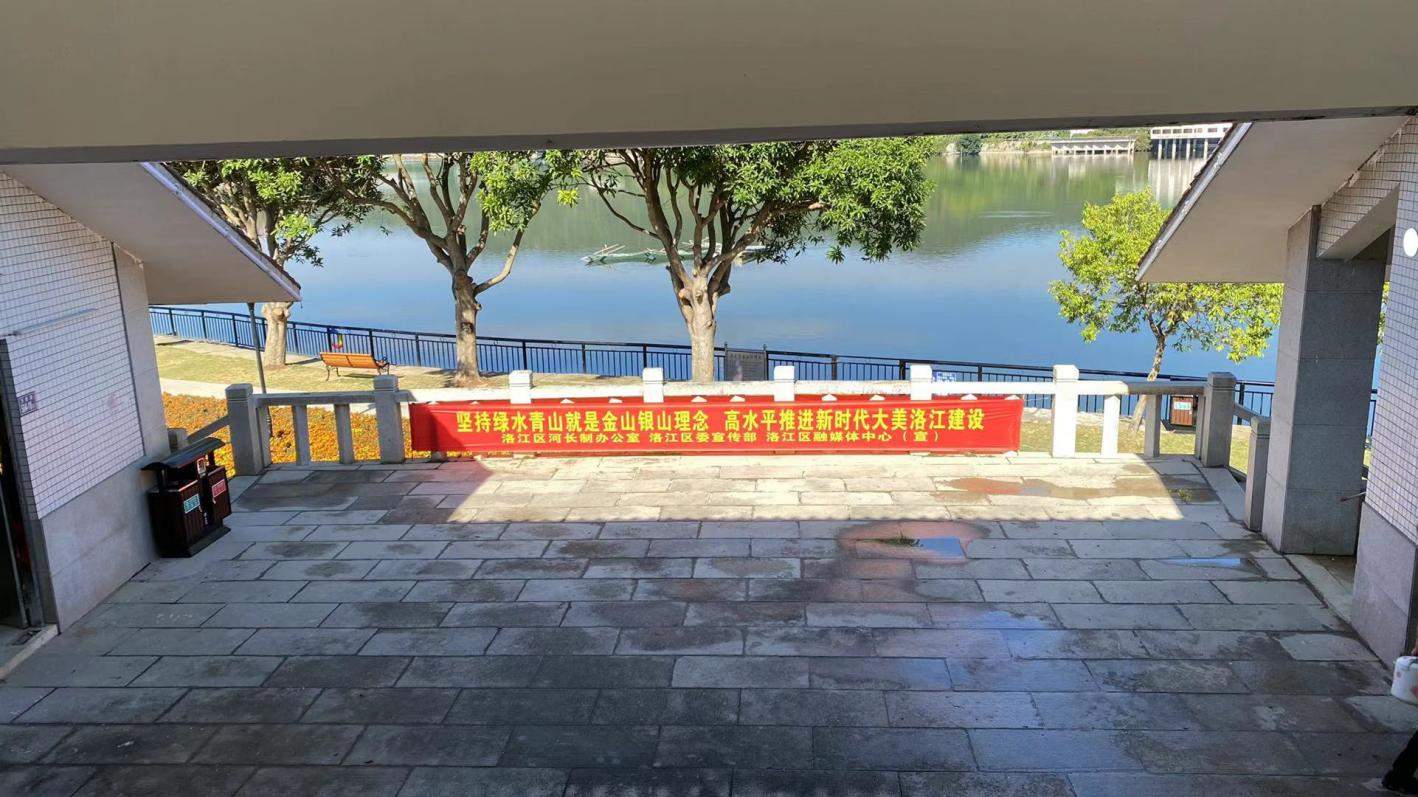 坚持绿水青山就是金山银山理念 高水平推进新时代大美洛江建设
洛江区河长制办公室 洛江区委宣传部 洛江区融媒体中心（宣）